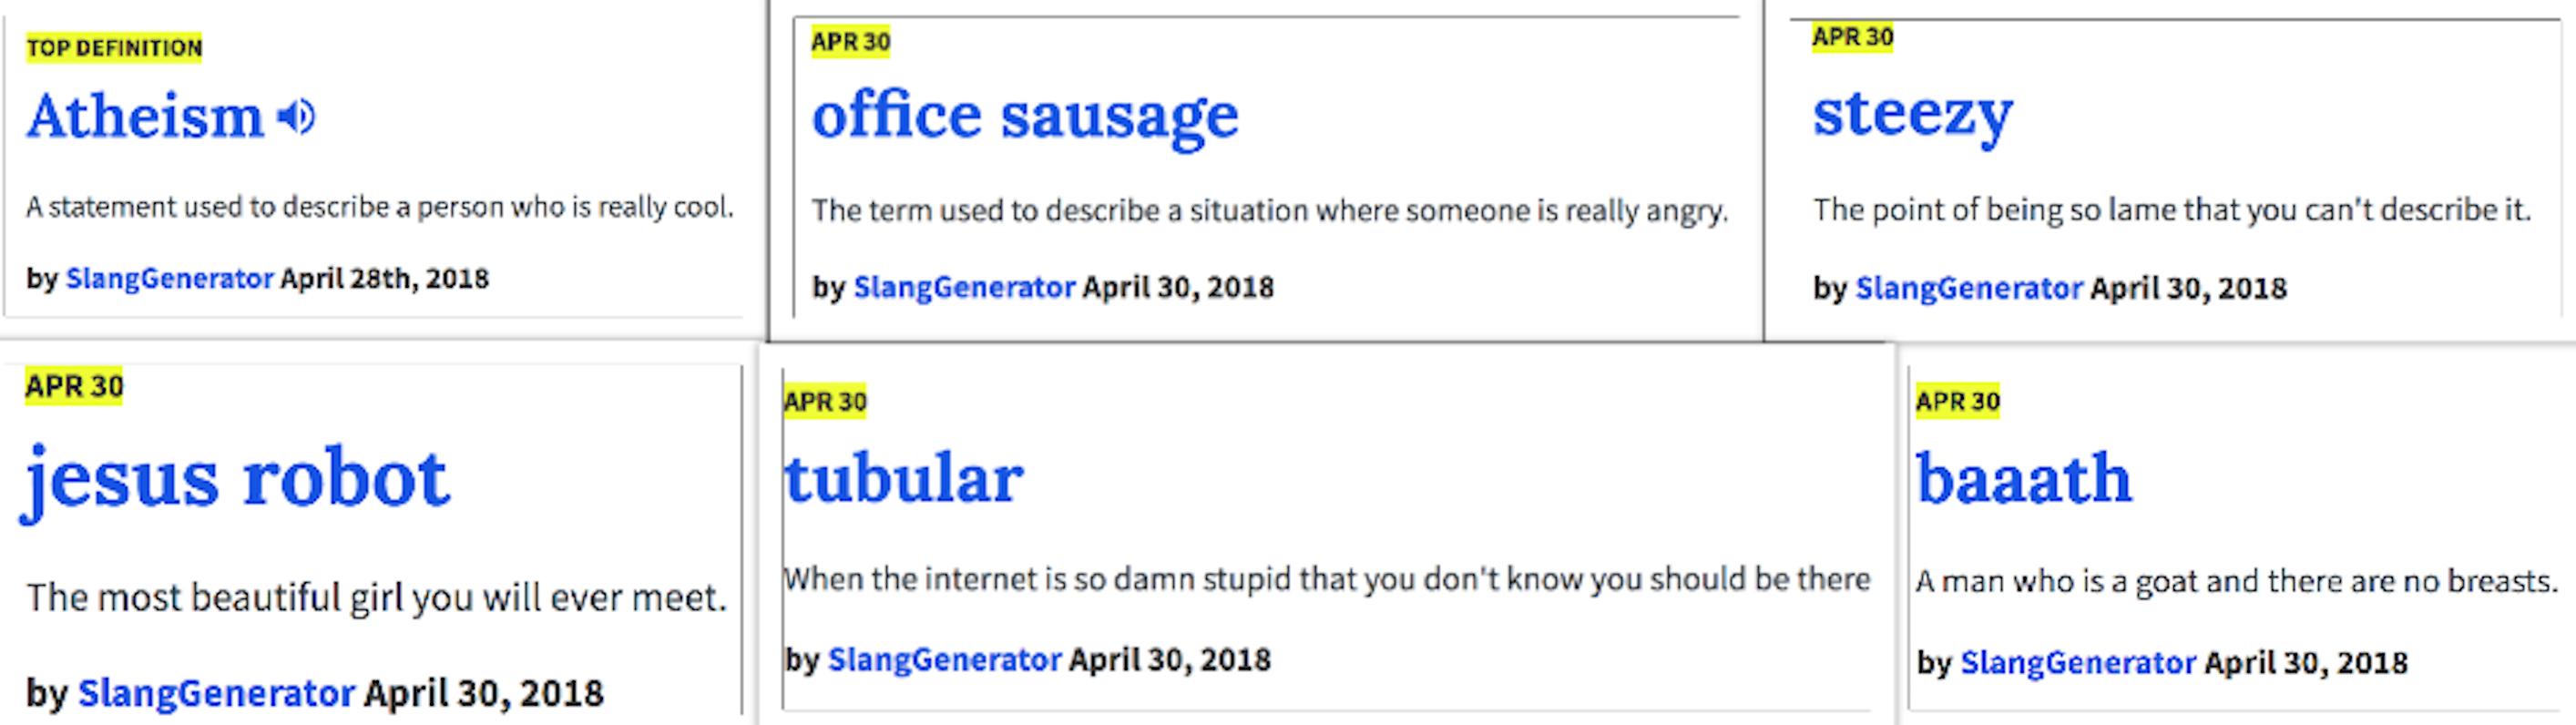 TOP DEFINITION
Atheism
A statement used to describe a person who is really cool.
by SlangGenerator April 28th, 2018
APR 30
office sausage
The term used to describe a situation where someone is really angry.
by SlangGenerator April 30, 2018
APR 30
steezy
The point of being so lame that you can't describe it.
by SlangGenerator April 30, 2018
APR 30
jesus robot
The most beautiful girl you will ever meet.
by SlangGenerator April 30, 2018
APR 30
tubular
When the internet is so damn stupid that you don't know you should be there
by SlangGenerator April 30, 2018
APR 30
baaath
A man who is a goat and there are no breasts.
by SlangGenerator April 30, 2018